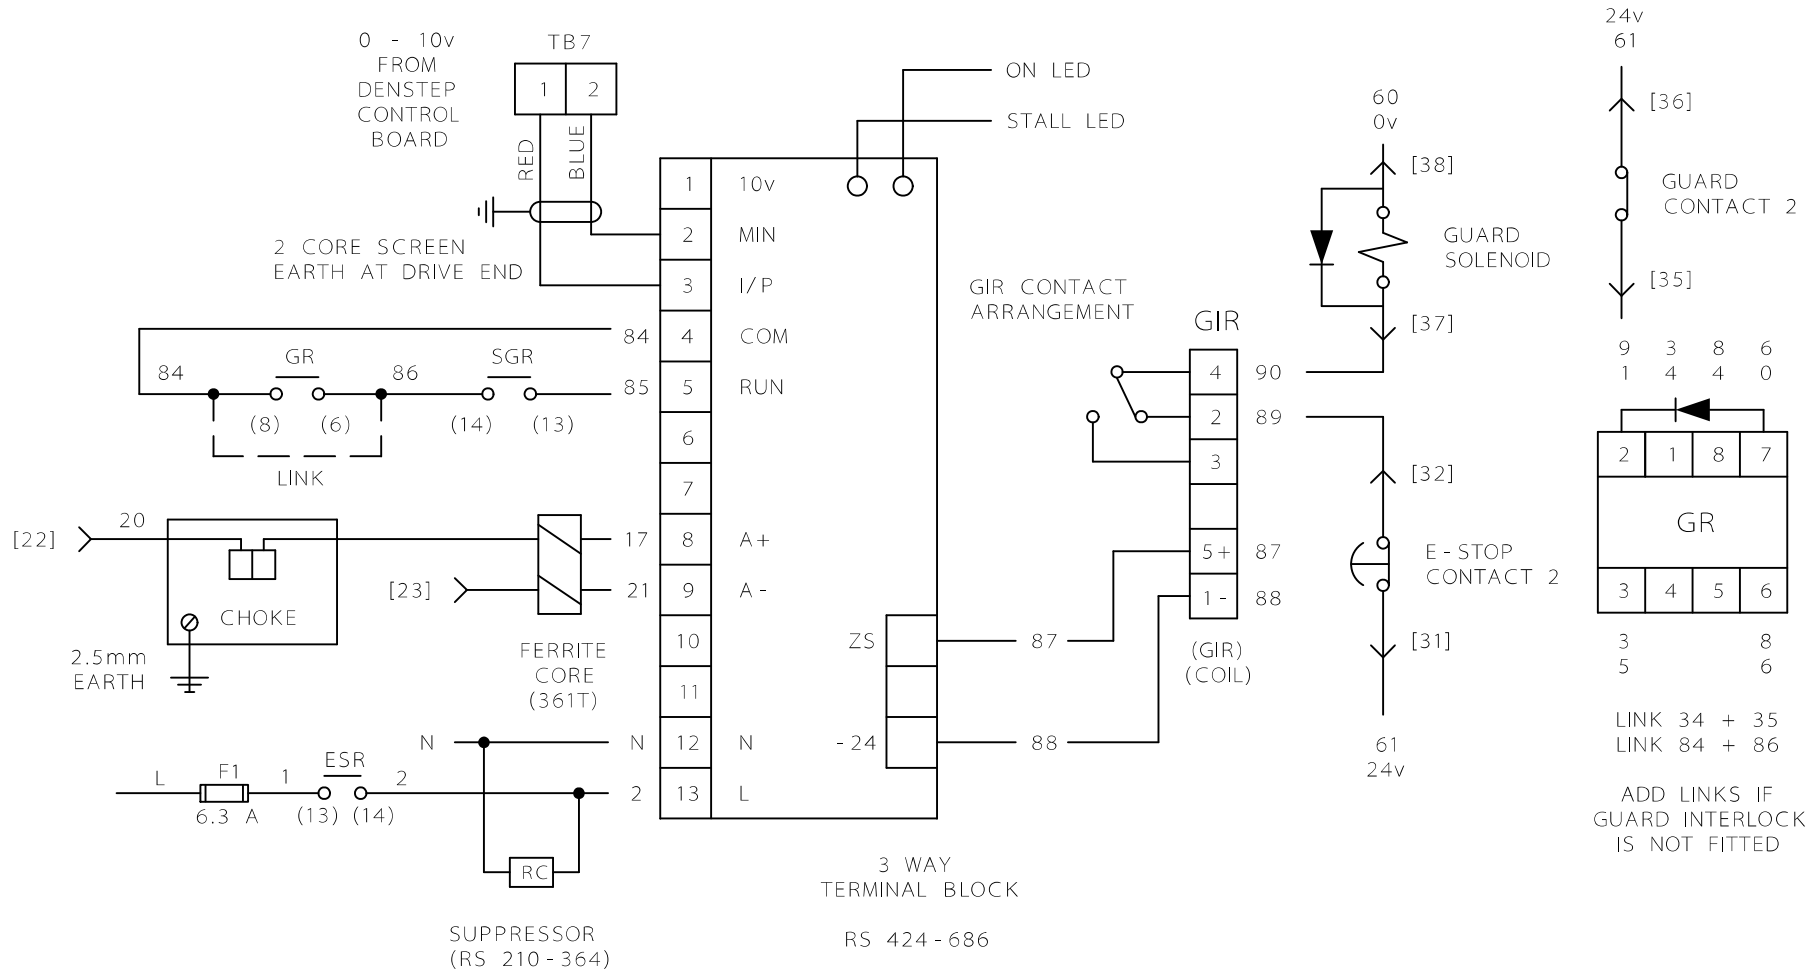 0 - 10v
FROM
DENSTEP
CONTROL
BOARD
TB7
1 2
RED
BLUE
2 CORE SCREEN
EARTH AT DRIVE END
ON LED
STALL LED
1 10v
2 MIN
3 I/P
84 4 COM
85 5 RUN
6
7
17 8 A+
21 9 A-
10 ZS
11
N 12 N -24
2 13 L
84
GR
86
SGR
(8) (6) (14) (13)
LINK
[22] 20
CHOKE
2.5mm
EARTH
[23]
FERRITE
CORE
(361T)
N
L F1 1 ESR 2
6.3 A (13) (14)
RC
SUPPRESSOR
(RS 210-364)
3 WAY
TERMINAL BLOCK
RS 424-686
87
88
GIR CONTACT
ARRANGEMENT
GIR
4 90
2 89
3
5+ 87
1- 88
(GIR)
(COIL)
60
0v
[38]
GUARD
SOLENOID
[37]
[32]
E-STOP
CONTACT 2
[31]
61
24v
24v
61
[36]
GUARD
CONTACT 2
[35]
9 3 8 6
1 4 4 0
2 1 8 7
GR
3 4 5 6
3 8
5 6
LINK 34 + 35
LINK 84 + 86
ADD LINKS IF
GUARD INTERLOCK
IS NOT FITTED